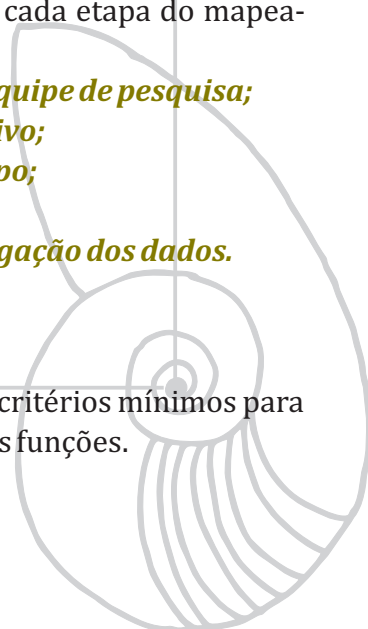 cada etapa do mapea-
quipe de pesquisa;
ivo;
po;
gação dos dados.
critérios mínimos para
s funções.